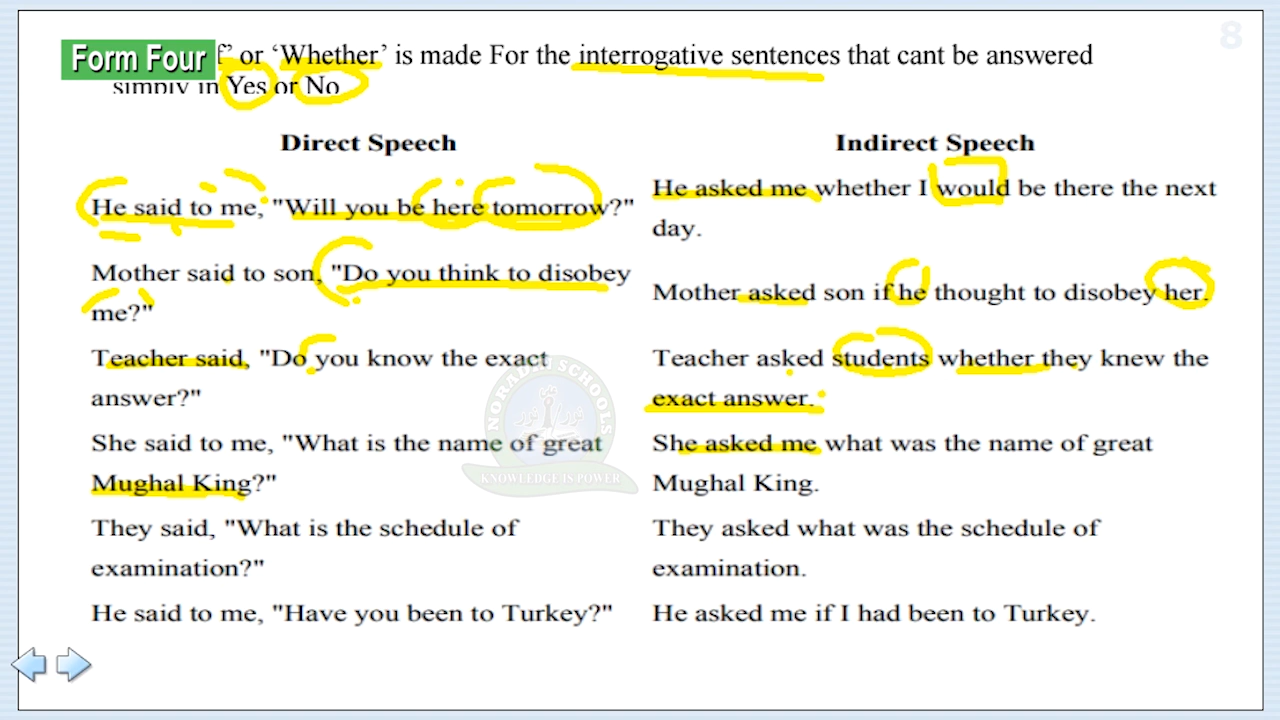 8
Form Four f’ or ‘Whether’ is made For the interrogative sentences that cant be answered
simply in Yes or No
Direct Speech Indirect Speech
He said to me, "Will you be here tomorrow?"
He asked me whether I would be there the next
day.
Mother said to son, "Do you think to disobey
me?"
Mother asked son if he thought to disobey her.
Teacher said, "Do you know the exact
answer?"
Teacher asked students whether they knew the
exact answer.
She said to me, "What is the name of great
Mughal King?"
She asked me what was the name of great
Mughal King.
They said, "What is the schedule of
examination?"
They asked what was the schedule of
examination.
He said to me, "Have you been to Turkey?"
He asked me if I had been to Turkey.
NORADIN SCHOOLS
KNOWLEDGE IS POWER